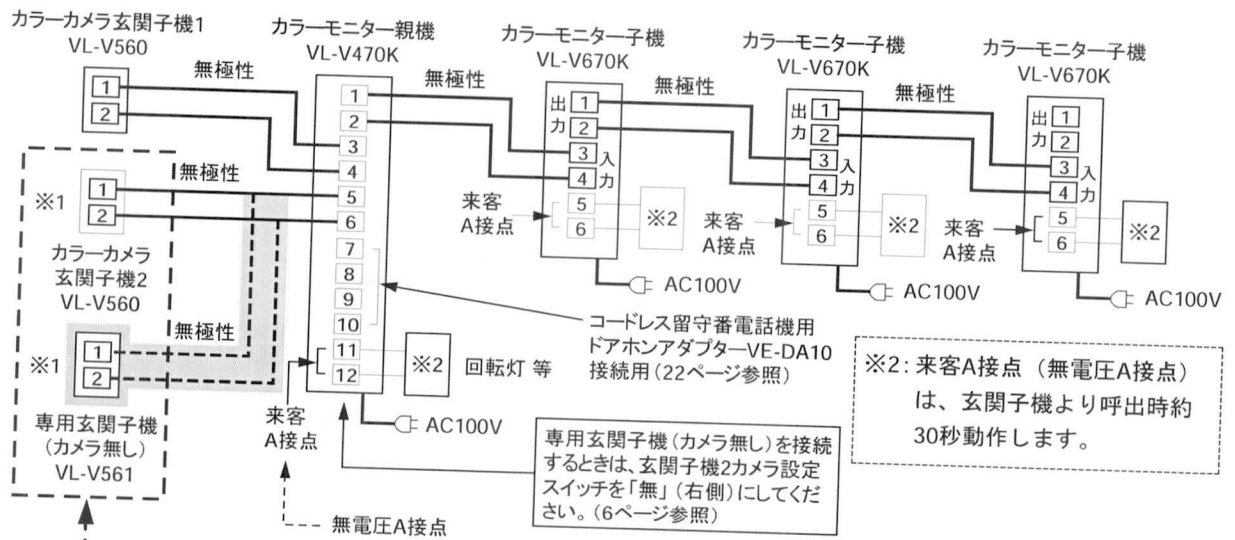 カラーカメラ玄関子機1
VL-V560
無極性
1
2
※1
1
2
無極性
カラーカメラ
玄関子機2
VL-V560
無極性
※1
1
2
専用玄関子機
(カメラ無し)
VL-V561
カラーモニター親機
VL-V470K
1
2
3
4
5
6
7
8
9
10
11
12
無極性
※2
回転灯 等
来客
A接点
AC100V
無電圧A接点
コードレス留守番電話機用
ドアホンアダプターVE-DA10
接続用(22ページ参照)
専用玄関子機(カメラ無し)を接続
するときは、玄関子機2カメラ設定
スイッチを「無」(右側)にしてくだ
さい。(6ページ参照)
カラーモニター子機
VL-V670K
出力
1
2
3
4
入力
5
6
来客
A接点
※2
AC100V
無極性
カラーモニター子機
VL-V670K
出力
1
2
3
4
入力
5
6
来客
A接点
※2
AC100V
無極性
カラーモニター子機
VL-V670K
出力
1
2
3
4
入力
5
6
来客
A接点
※2
AC100V
※2:来客A接点(無電圧A接点)
は、玄関子機より呼出時約
30秒動作します。